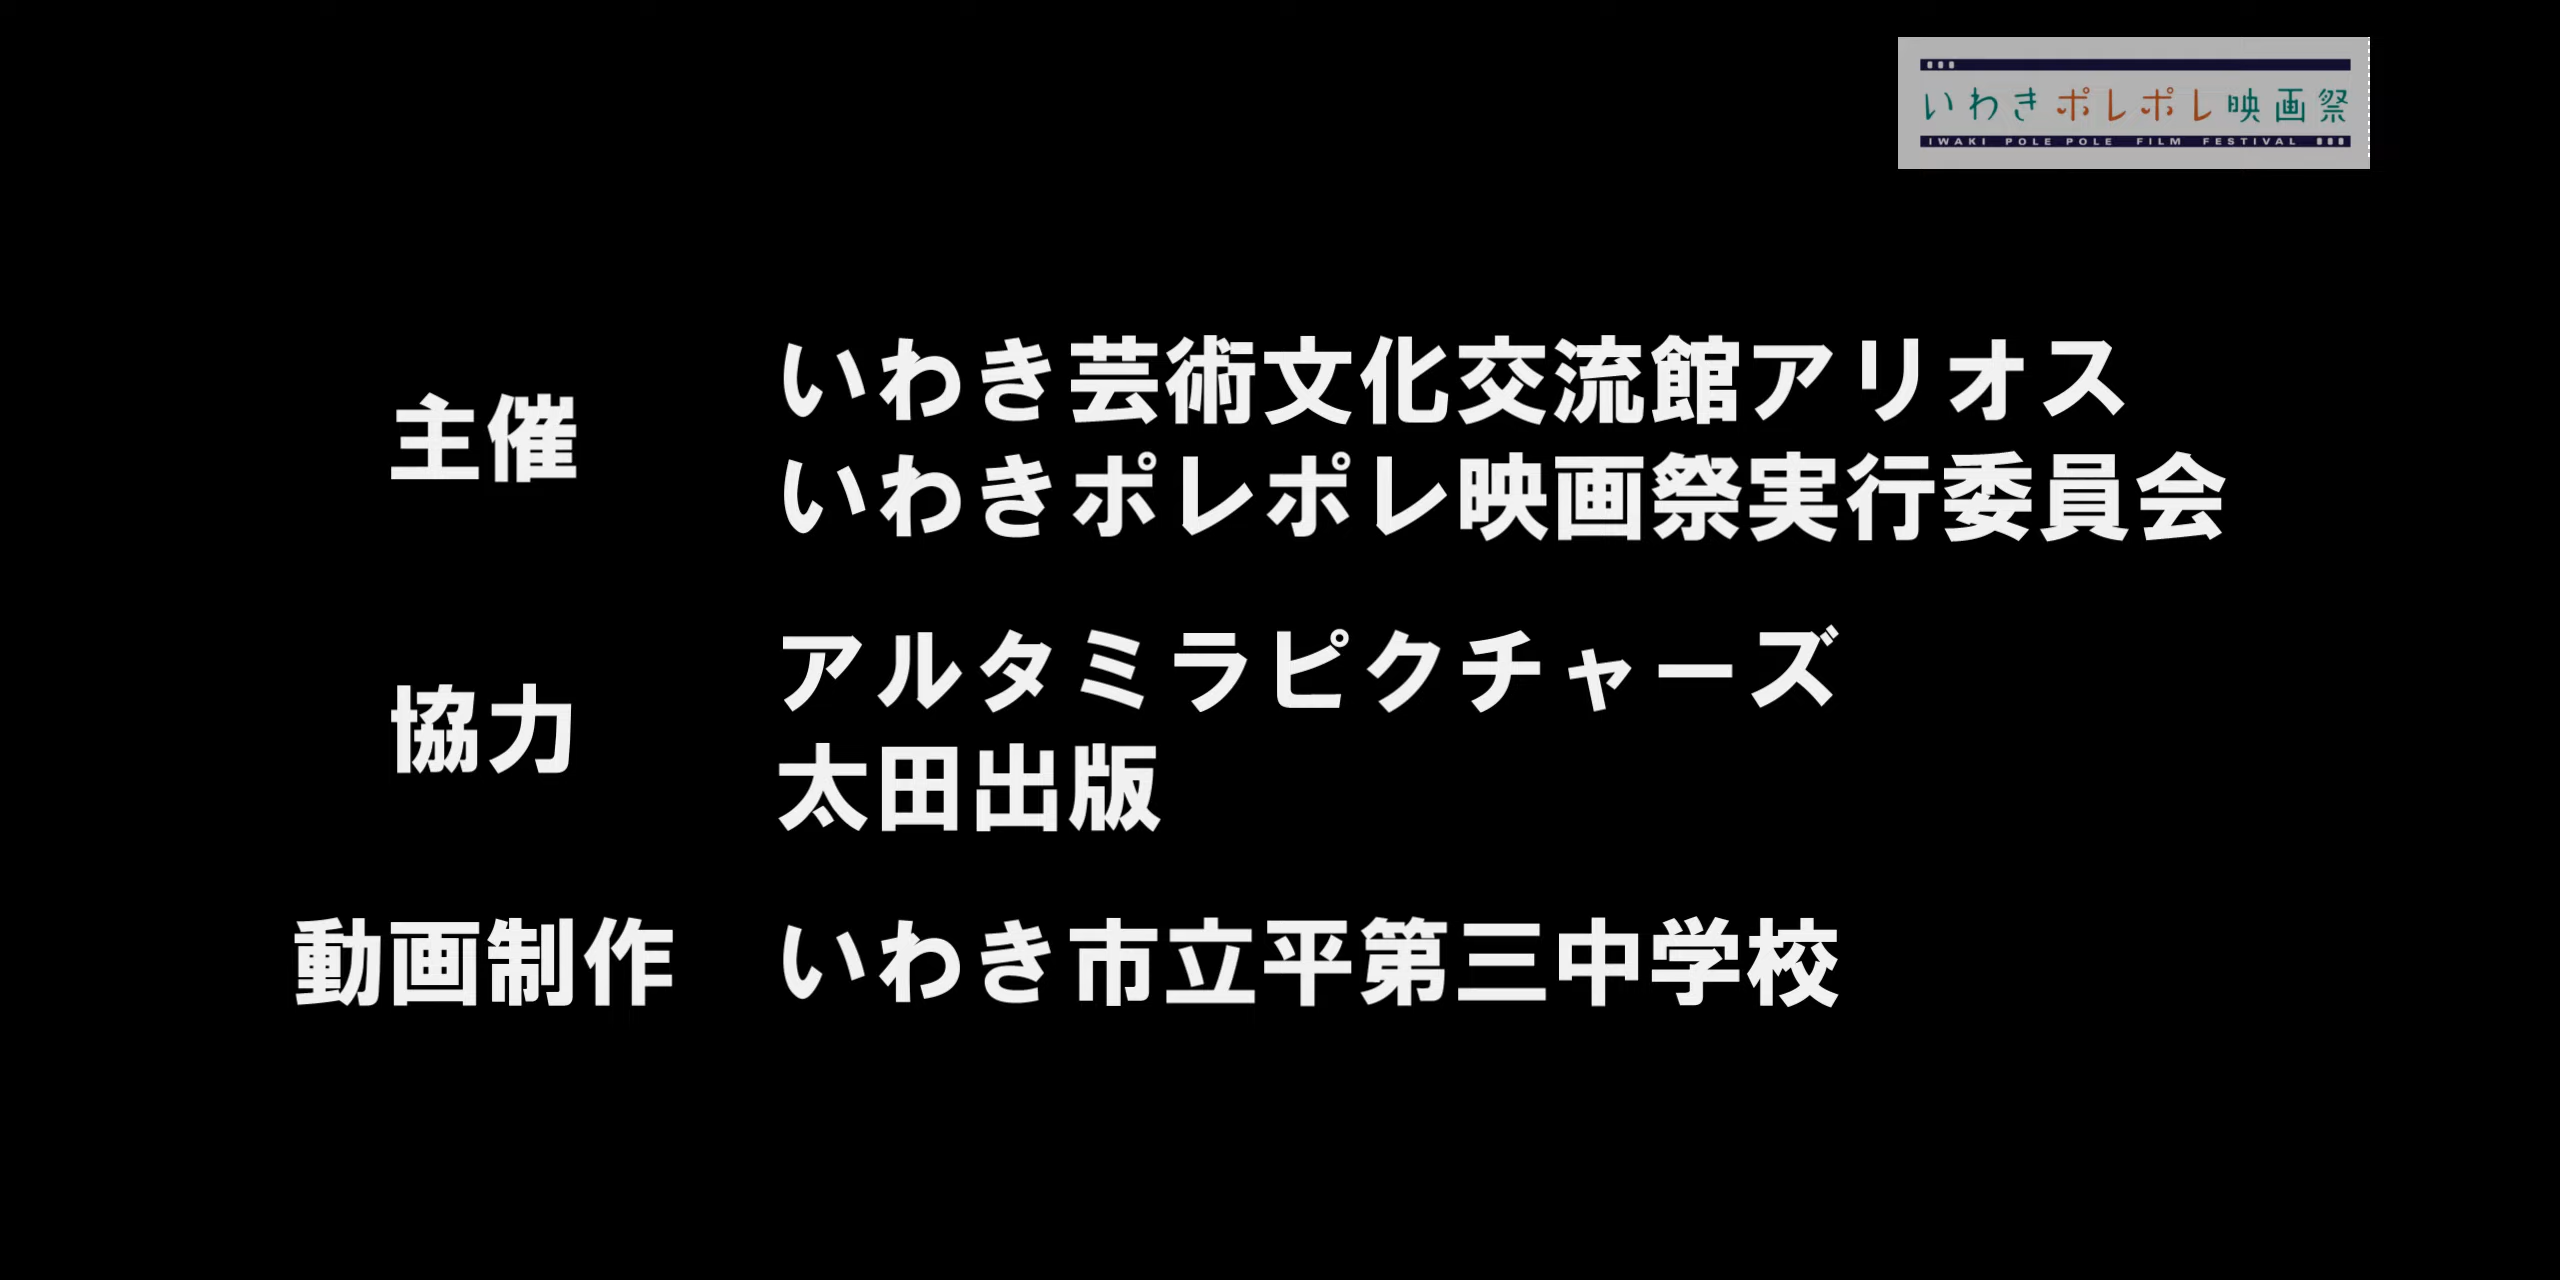 いわきポレポレ映画祭
IWAKI POLE POLE FILM FESTIVAL
主催
いわき芸術文化交流館アリオス
いわきポレポレ映画祭実行委員会
協力
アルタミラピクチャーズ
太田出版
動画制作 いわき市立平第三中学校